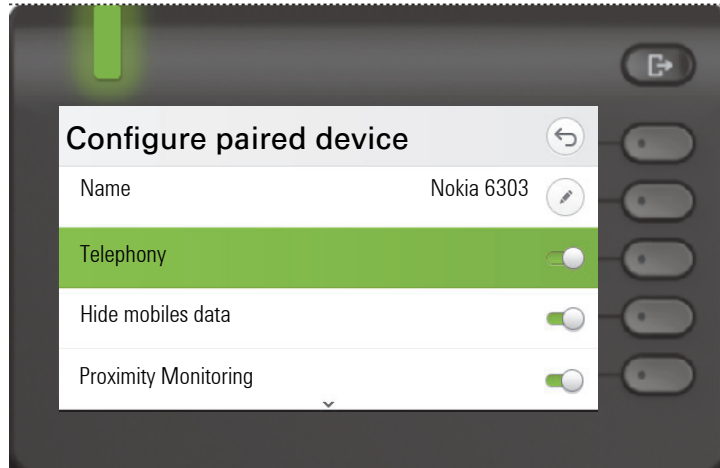 Configure paired device
Name Nokia 6303
Telephony
Hide mobiles data
Proximity Monitoring